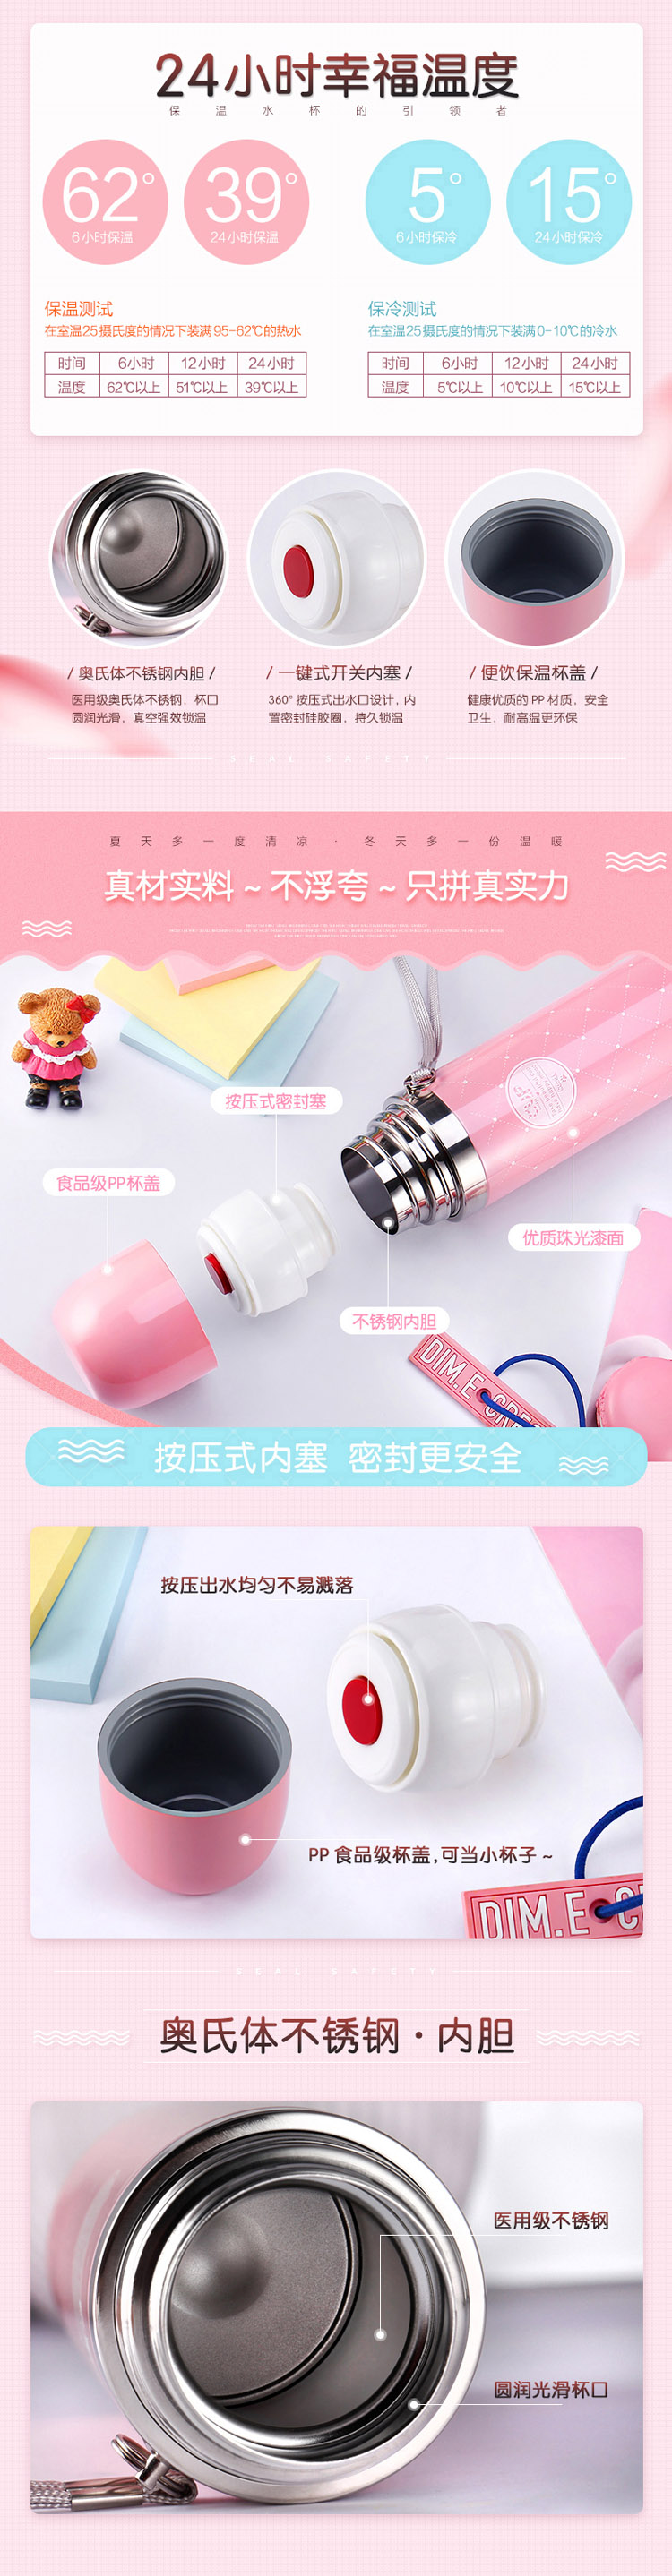 24小时幸福温度
保温水杯的引领者
62°
6小时保温
39°
24小时保温
5°
6小时保冷
15°
24小时保冷
保温测试
在室温25摄氏度的情况下装满95-62℃的热水
时间 6小时 12小时 24小时
温度 62℃以上 51℃以上 39℃以上
保冷测试
在室温25摄氏度的情况下装满0-10℃的冷水
时间 6小时 12小时 24小时
温度 5℃以上 10℃以上 15℃以上
/ 奥氏体不锈钢内胆 /
医用级奥氏体不锈钢，杯口
圆润光滑，真空强效锁温
/ 一键式开关内塞 /
360°按压式出水口设计，内
置密封硅胶圈，持久锁温
/ 便饮保温杯盖 /
健康优质的 PP 材质，安全
卫生，耐高温更环保
SEAL SAFETY
夏天多一度清凉 · 冬天多一份温暖
真材实料 ~ 不浮夸 ~ 只拼真实力
按压式密封塞
食品级PP杯盖
优质珠光漆面
不锈钢内胆
DIM.E CRE
按压式内塞 密封更安全
按压出水均匀不易溅落
PP 食品级杯盖,可当小杯子 ~
DIM.E C
SEAL SAFETY
奥氏体不锈钢·内胆
医用级不锈钢
圆润光滑杯口